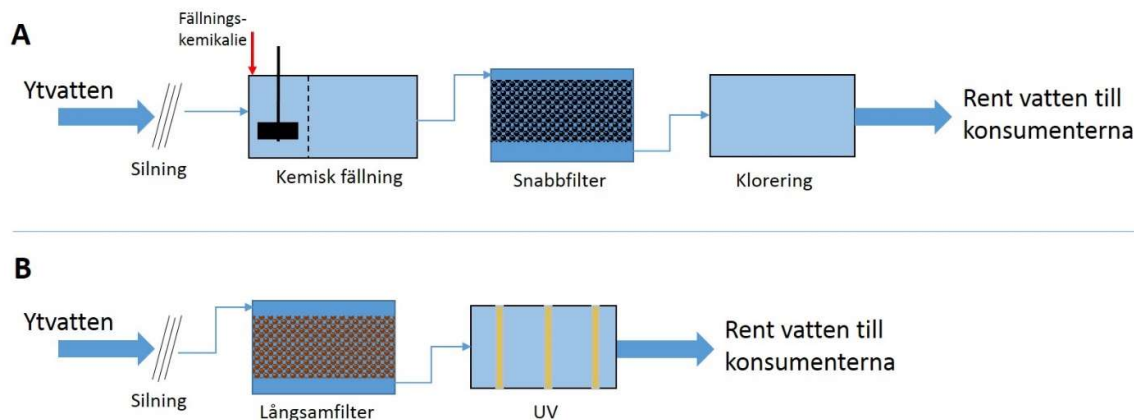 A
Fällnings-
kemikalie
Ytvatten
Silning
Kemisk fällning
Snabbfilter
Klorering
Rent vatten till
konsumenterna
B
Ytvatten
Silning
Långsamfilter
UV
Rent vatten till
konsumenterna